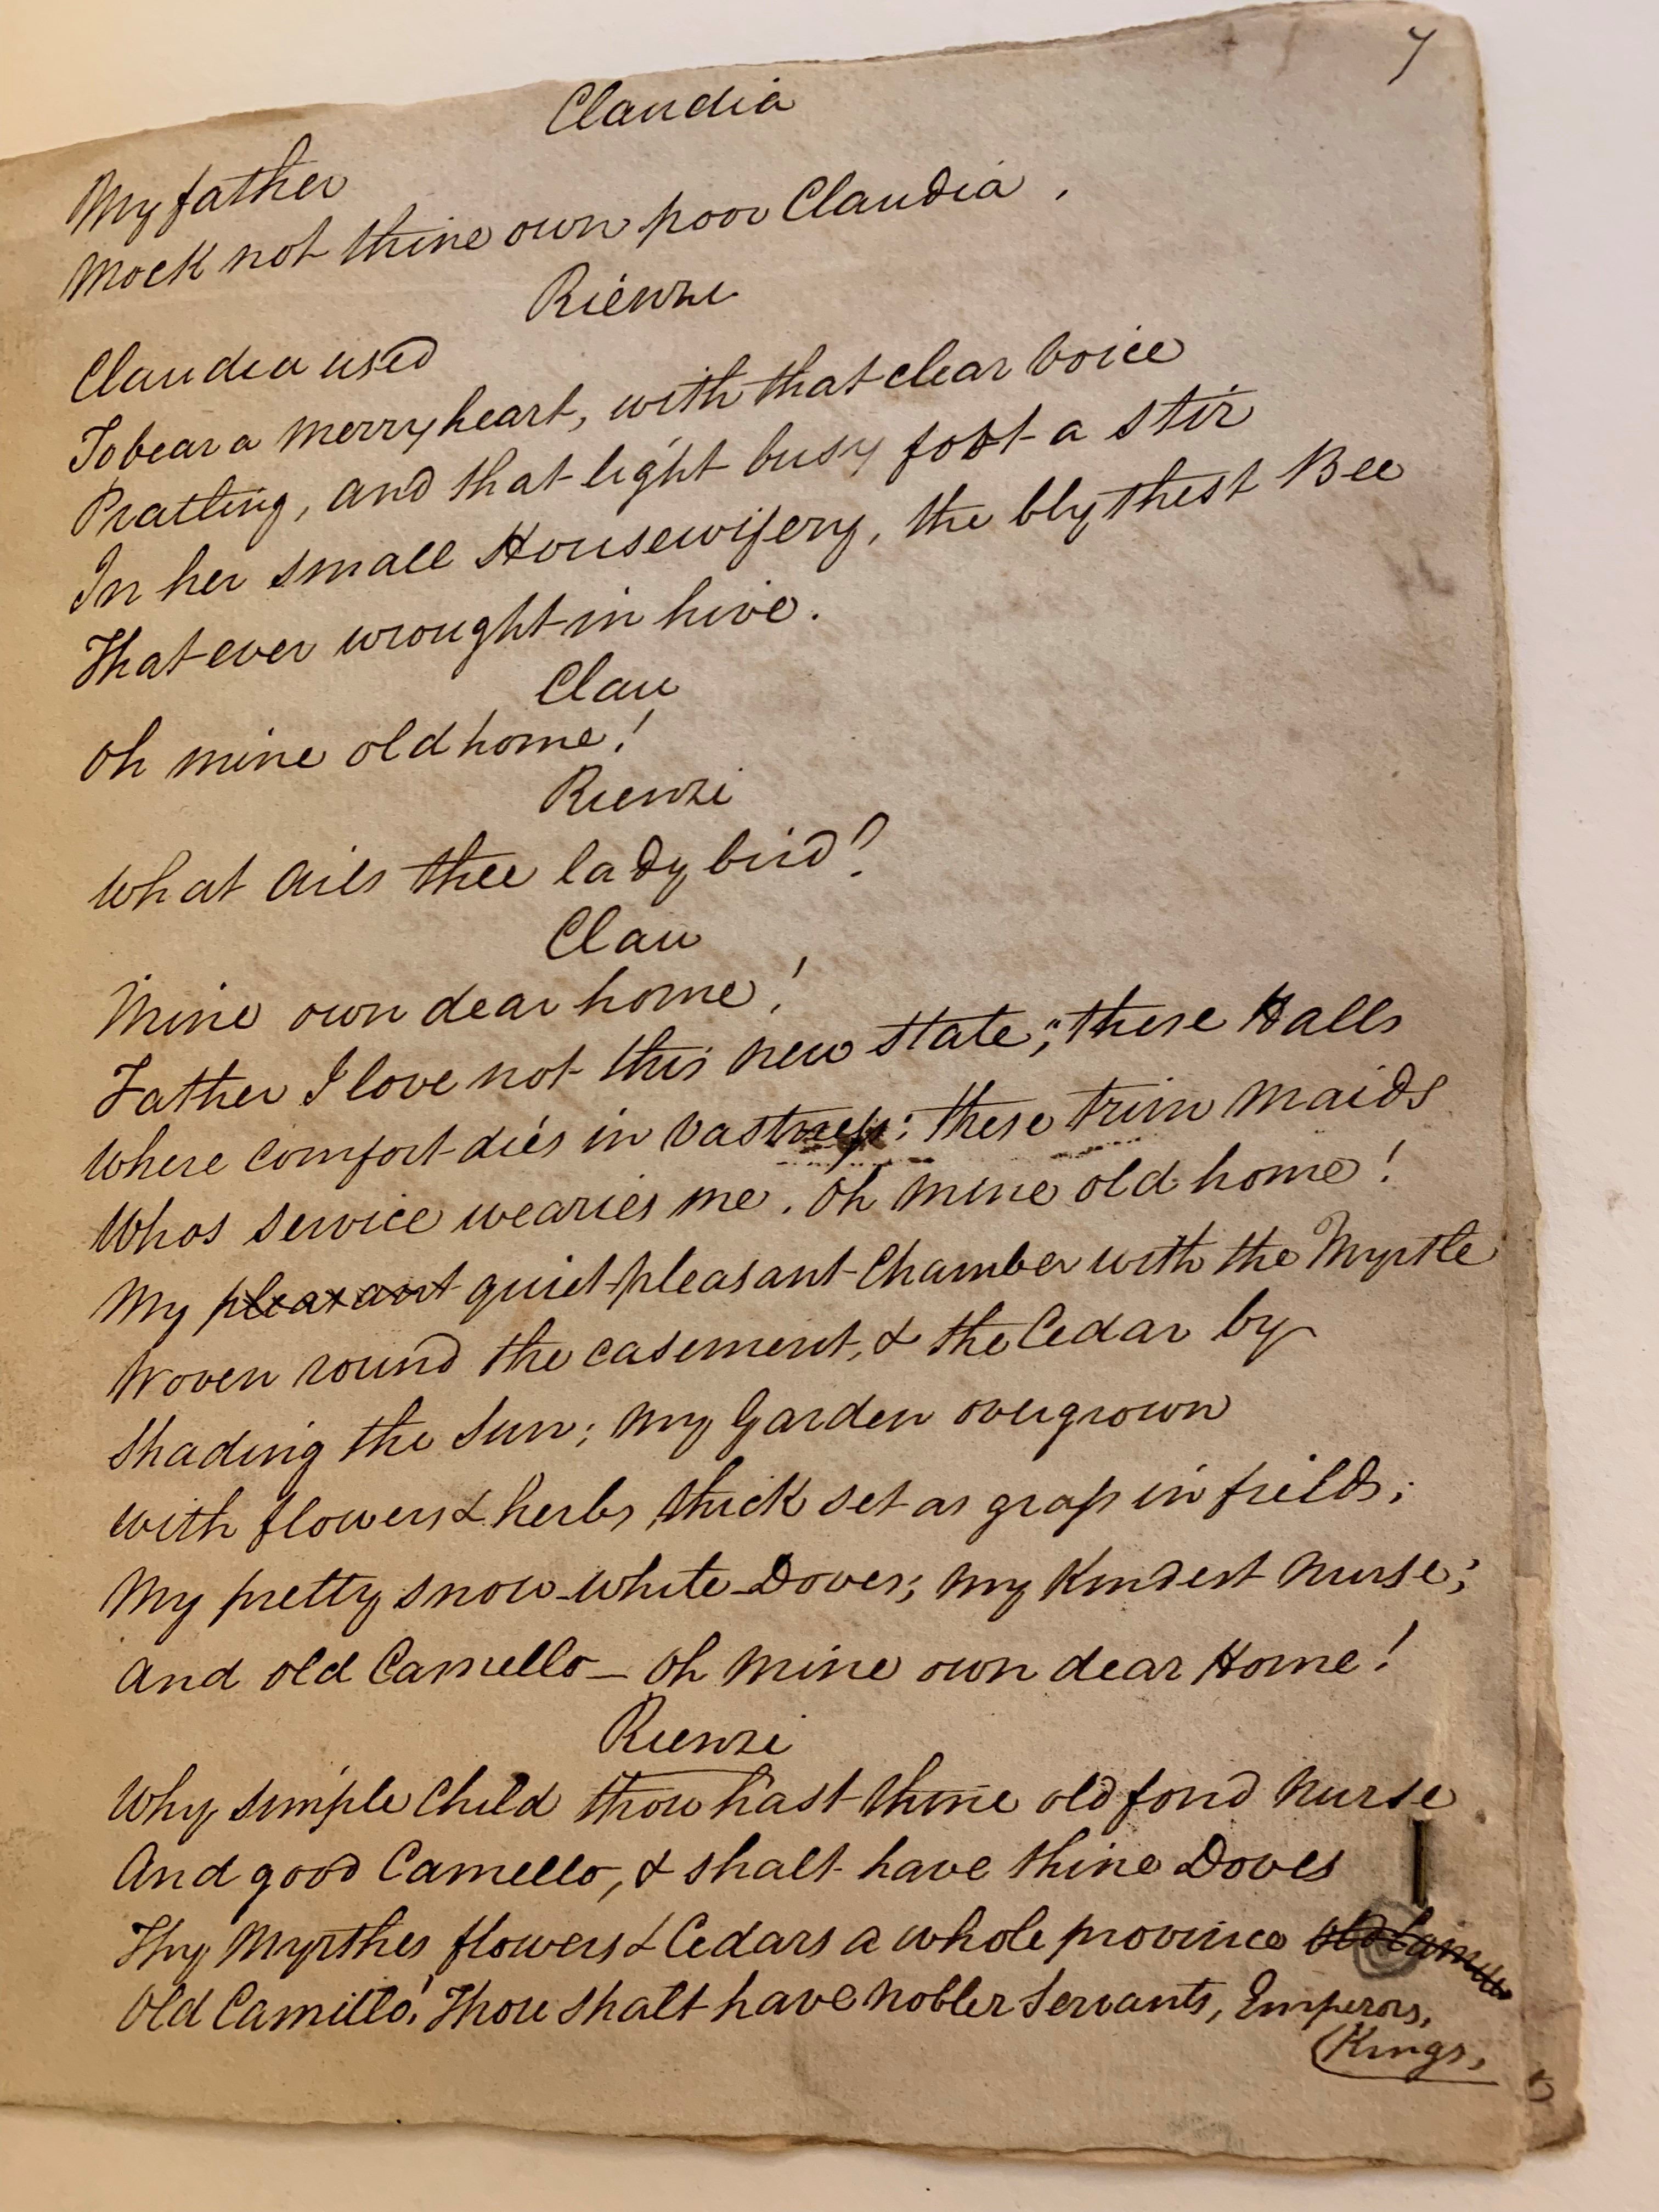 7
Claudia
My father
Mock not thine own poor Claudia.
Rienzi
Claudia used
To bear a merry heart, with that clear voice
Pratling, and that light busy foot a stir
In her small Housewifery, the blythest Bee
That ever wrought in hive.
Clau
Oh mine old home!
Rienzi
What ails thee lady bird?
Clau
Mine own dear home!
Father I love not this new state; these Halls
Where comfort dies in vastness: these trim maids
Whos service wearies me. Oh mine old home!
My pleasant quiet pleasant Chamber with the Myrtle
Woven round the casement, & the Cedar by
Shading the Sun; my Garden overgrown
with flowers & herbs, thick set as grass in fields;
My pretty snow-white Doves; my Kindest nurse;
And old Camello - Oh mine own dear Home!
Rienzi
Why simple Child thou hast thine old fond nurse
And good Camello, & shalt have thine Doves
Thy Myrthes flowers & Cedars a whole province old Camillo
Old Camillo! Thou shalt have nobler Servants, Emperors,
(Kings,